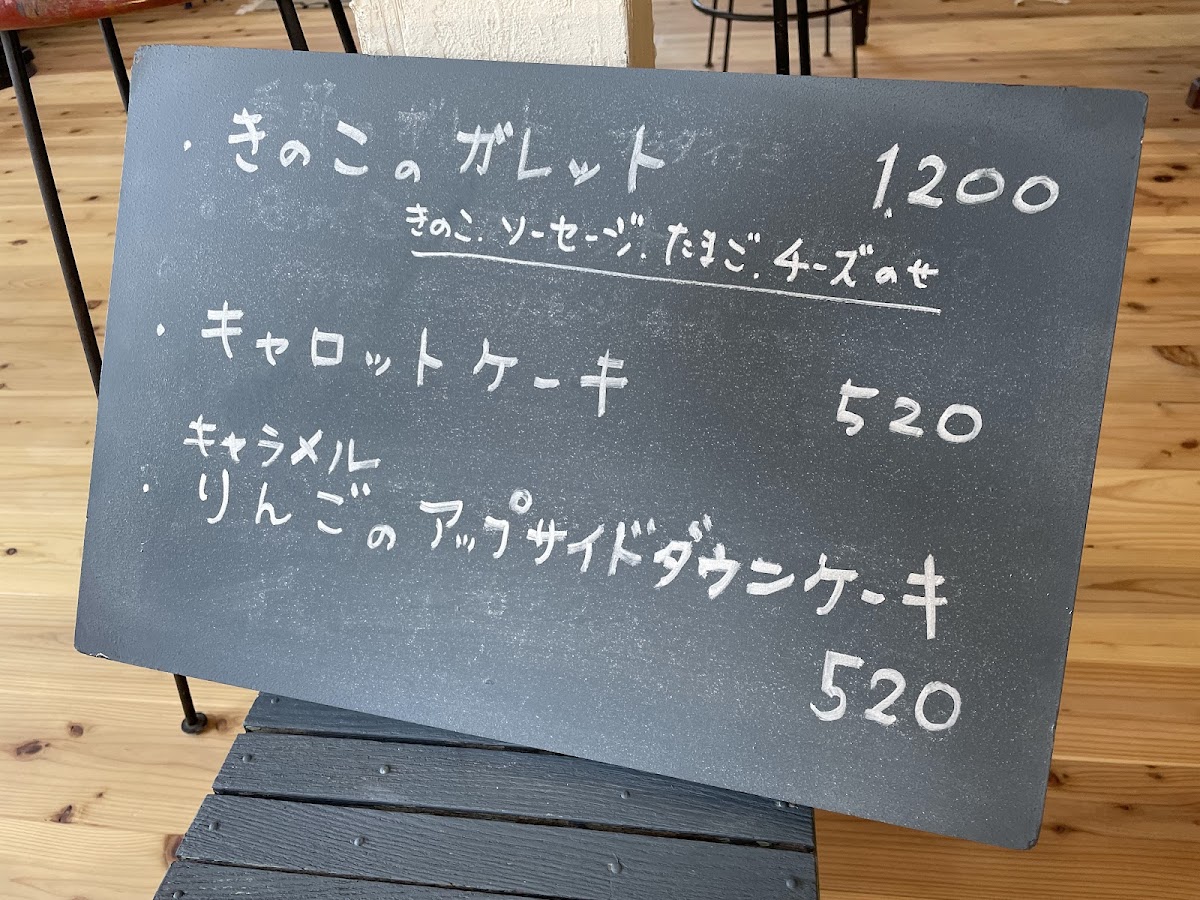 ・きのこのガレット 1,200
きのこ、ソーセージ、たまご、チーズのせ
・キャロットケーキ 520
キャラメル
・りんごのアップサイドダウンケーキ
520